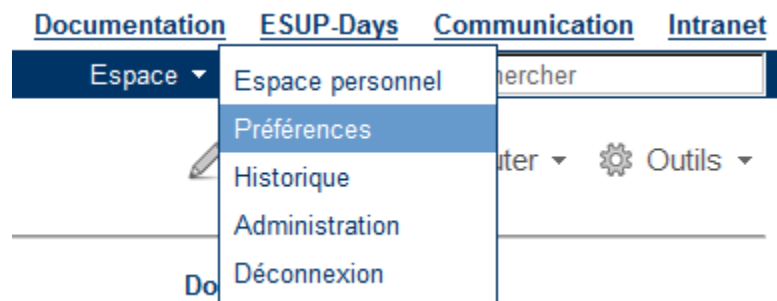 Documentation ESUP-Days Communication Intranet
Espace
Espace personnel
Préférences
Outils
Historique
Administration
Déconnexion